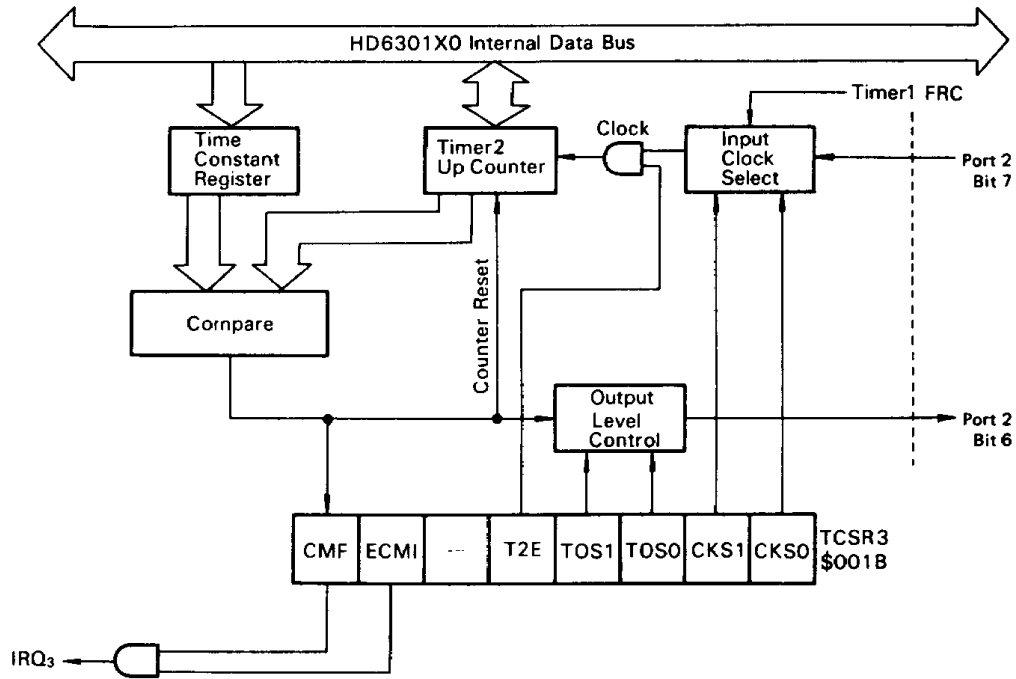 HD6301X0 Internal Data Bus
Timer1 FRC
Time
Constant
Register
Timer2
Up Counter
Clock
Input
Clock
Select
Port 2
Bit 7
Compare
Counter Reset
Output
Level
Control
Port 2
Bit 6
CMF
ECMI
---
T2E
TOS1
TOS0
CKS1
CKS0
TCSR3
$001B
IRQ₃